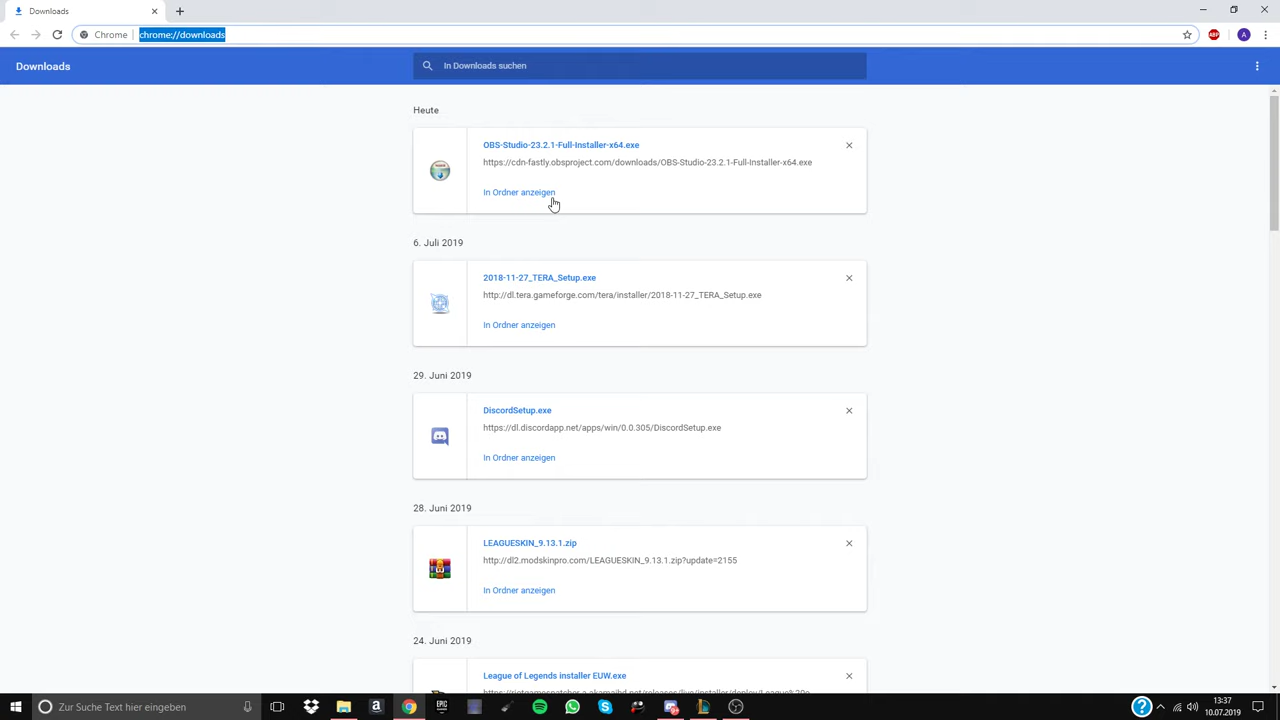 Downloads
Chrome
chrome://downloads
ABP
A
Downloads
In Downloads suchen
Heute
OBS-Studio-23.2.1-Full-Installer-x64.exe
https://cdn-fastly.obsproject.com/downloads/OBS-Studio-23.2.1-Full-Installer-x64.exe
In Ordner anzeigen
6. Juli 2019
2018-11-27_TERA_Setup.exe
http://dl.tera.gameforge.com/tera/installer/2018-11-27_TERA_Setup.exe
In Ordner anzeigen
29. Juni 2019
DiscordSetup.exe
https://dl.discordapp.net/apps/win/0.0.305/DiscordSetup.exe
In Ordner anzeigen
28. Juni 2019
LEAGUESKIN_9.13.1.zip
http://dl2.modskinpro.com/LEAGUESKIN_9.13.1.zip?update=2155
In Ordner anzeigen
24. Juni 2019
League of Legends installer EUW.exe
Zur Suche Text hier eingeben
EPIC
13:37
10.07.2019